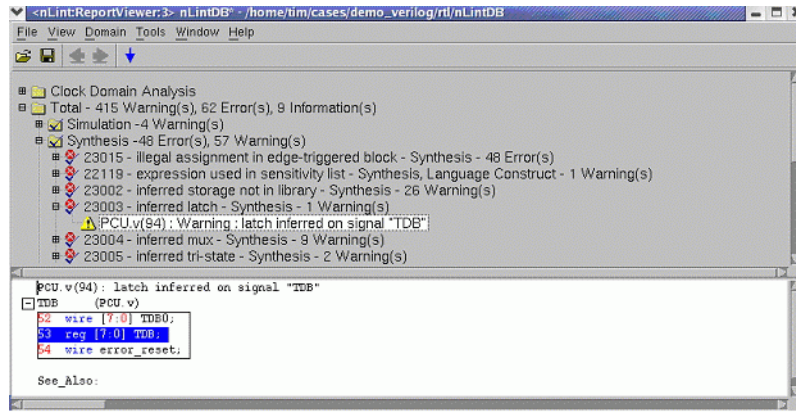 <nLint:ReportViewer:3> nLintDB* - /home/tim/cases/demo_verilog/rtl/nLintDB
File View Domain Tools Window Help
Clock Domain Analysis
Total - 415 Warning(s), 62 Error(s), 9 Information(s)
Simulation -4 Warning(s)
Synthesis -48 Error(s), 57 Warning(s)
23015 - illegal assignment in edge-triggered block - Synthesis - 48 Error(s)
22119 - expression used in sensitivity list - Synthesis, Language Construct - 1 Warning(s)
23002 - inferred storage not in library - Synthesis - 26 Warning(s)
23003 - inferred latch - Synthesis - 1 Warning(s)
PCU.v(94) : Warning : latch inferred on signal "TDB"
23004 - inferred mux - Synthesis - 9 Warning(s)
23005 - inferred tri-state - Synthesis - 2 Warning(s)
PCU.v(94): latch inferred on signal "TDB"
TDB (PCU.v)
52 wire [7:0] TDB0;
53 reg [7:0] TDB;
54 wire error_reset;
See_Also: